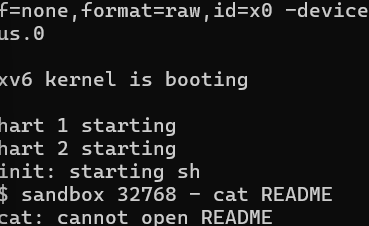 f=none,format=raw,id=x0 -device
us.0
xv6 kernel is booting
hart 1 starting
hart 2 starting
init: starting sh
$ sandbox 32768 - cat README
cat: cannot open README